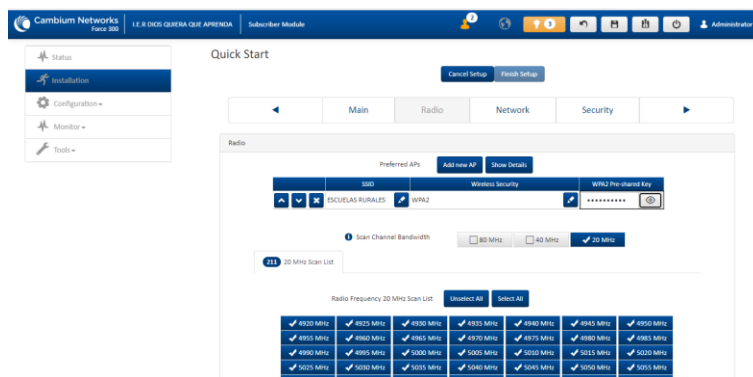 Cambium Networks
Force 300
I.E.R DIOS QUIERA QUE APRENDA
Subscriber Module
2
3
Administrator
Status
Installation
Configuration
Monitor
Tools
Quick Start
Cancel Setup Finish Setup
Main Radio Network Security
Radio
Preferred APs Add new AP Show Details
SSID Wireless Security WPA2 Pre-shared Key
ESCUELAS RURALES WPA2 ••••••••••
Scan Channel Bandwidth 80 MHz 40 MHz 20 MHz
211 20 MHz Scan List
Radio Frequency 20 MHz Scan List Unselect All Select All
4920 MHz 4925 MHz 4930 MHz 4935 MHz 4940 MHz 4945 MHz 4950 MHz
4955 MHz 4960 MHz 4965 MHz 4970 MHz 4975 MHz 4980 MHz 4985 MHz
4990 MHz 4995 MHz 5000 MHz 5005 MHz 5010 MHz 5015 MHz 5020 MHz
5025 MHz 5030 MHz 5035 MHz 5040 MHz 5045 MHz 5050 MHz 5055 MHz